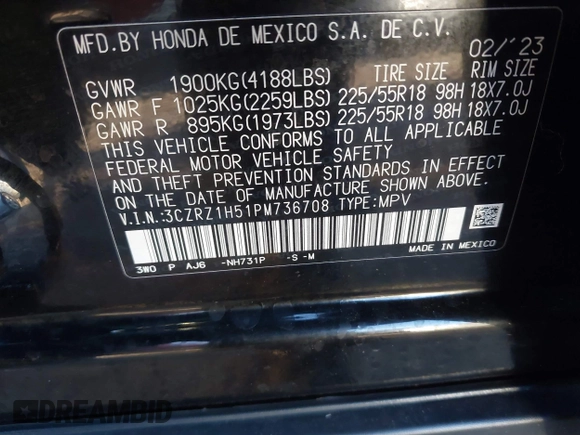 MFD.BY HONDA DE MEXICO S.A. DE C.V. 02/'23
GVWR 1900KG(4188LBS) TIRE SIZE RIM SIZE
GAWR F 1025KG(2259LBS) 225/55R18 98H 18X7.0J
GAWR R 895KG(1973LBS) 225/55R18 98H 18X7.0J
THIS VEHICLE CONFORMS TO ALL APPLICABLE
FEDERAL MOTOR VEHICLE SAFETY
AND THEFT PREVENTION STANDARDS IN EFFECT
ON THE DATE OF MANUFACTURE SHOWN ABOVE.
V.I.N.:3CZRZ1H51PM736708 TYPE:MPV
3WO P AJ6 -NH731P -S -M MADE IN MEXICO
DREAMBID